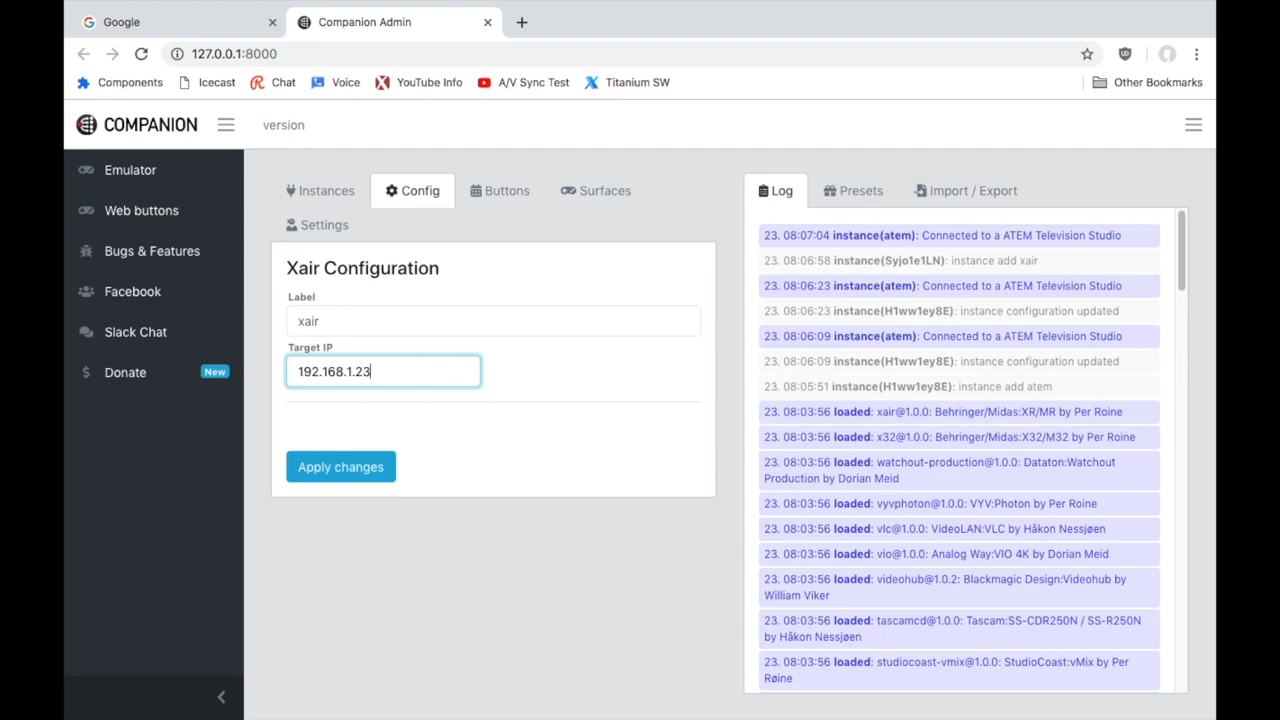 Google
Companion Admin
127.0.0.1:8000
Components
Icecast
Chat
Voice
YouTube Info
A/V Sync Test
Titanium SW
Other Bookmarks
COMPANION
version
Emulator
Web buttons
Bugs & Features
Facebook
Slack Chat
Donate
New
Instances
Config
Buttons
Surfaces
Settings
Xair Configuration
Label
xair
Target IP
192.168.1.23
Apply changes
Log
Presets
Import / Export
23. 08:07:04 instance(atem): Connected to a ATEM Television Studio
23. 08:06:58 instance(Syjo1e1LN): instance add xair
23. 08:06:23 instance(atem): Connected to a ATEM Television Studio
23. 08:06:23 instance(H1ww1ey8E): instance configuration updated
23. 08:06:09 instance(atem): Connected to a ATEM Television Studio
23. 08:06:09 instance(H1ww1ey8E): instance configuration updated
23. 08:05:51 instance(H1ww1ey8E): instance add atem
23. 08:03:56 loaded: xair@1.0.0: Behringer/Midas:XR/MR by Per Roine
23. 08:03:56 loaded: x32@1.0.0: Behringer/Midas:X32/M32 by Per Roine
23. 08:03:56 loaded: watchout-production@1.0.0: Dataton:Watchout
Production by Dorian Meid
23. 08:03:56 loaded: vyvphoton@1.0.0: VYV:Photon by Per Roine
23. 08:03:56 loaded: vlc@1.0.0: VideoLAN:VLC by Håkon Nessjøen
23. 08:03:56 loaded: vio@1.0.0: Analog Way:VIO 4K by Dorian Meid
23. 08:03:56 loaded: videohub@1.0.2: Blackmagic Design:Videohub by
William Viker
23. 08:03:56 loaded: tascamcd@1.0.0: Tascam:SS-CDR250N / SS-R250N
by Håkon Nessjøen
23. 08:03:56 loaded: studiocoast-vmix@1.0.0: StudioCoast:vMix by Per
Røine